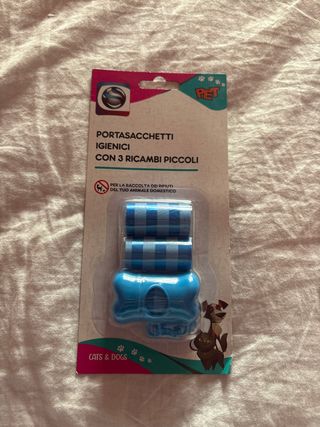 PET
PORTASACCHETTI
IGIENICI
CON 3 RICAMBI PICCOLI
PER LA RACCOLTA DEI RIFIUTI
DEL TUO ANIMALE DOMESTICO
CATS & DOGS